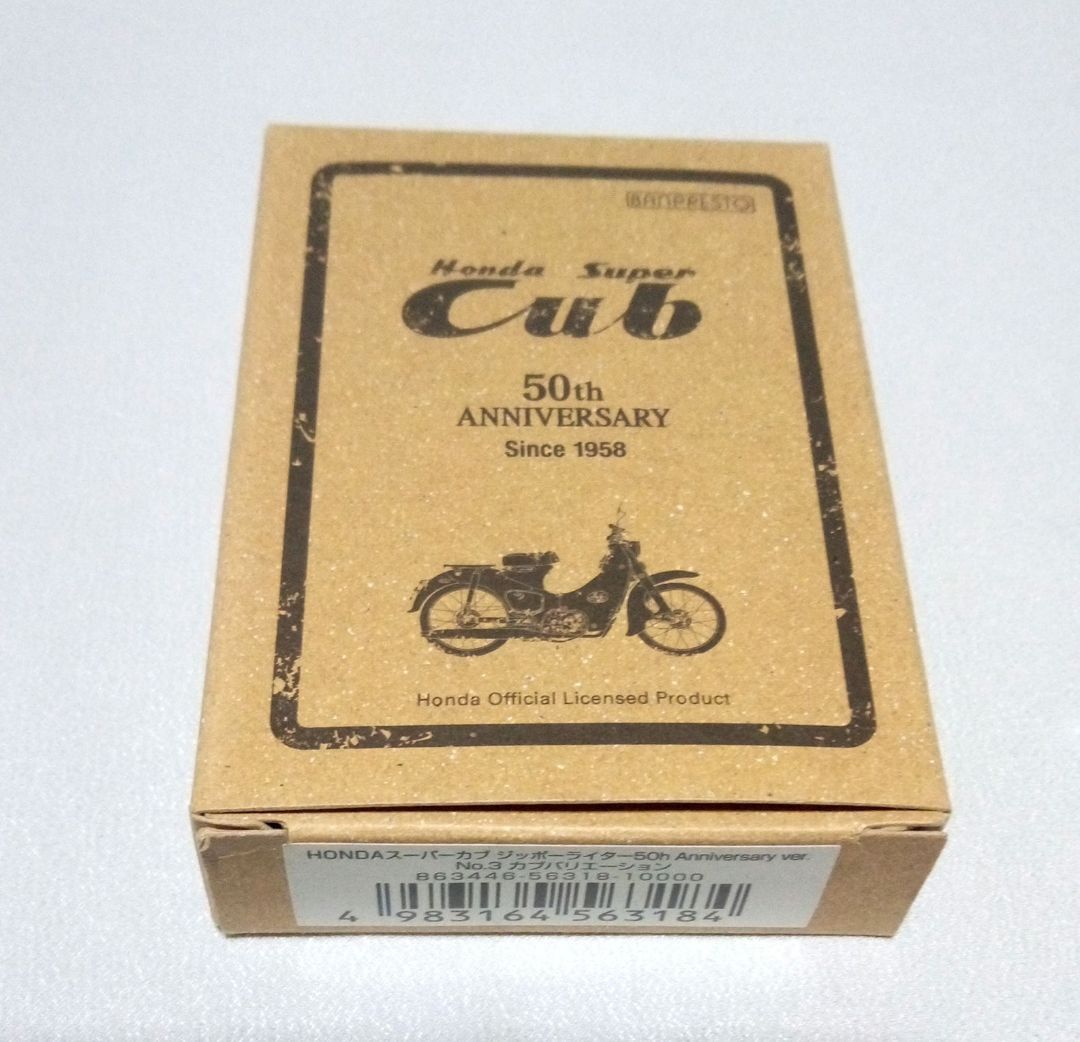 BANPRESTO
Honda Super
Cub
50th
ANNIVERSARY
Since 1958
Honda Official Licensed Product
HONDAスーパーカブ ジッポーライター50h Anniversary ver.
No.3 カブバリエーション
863446-56318-10000
4 983164 563184